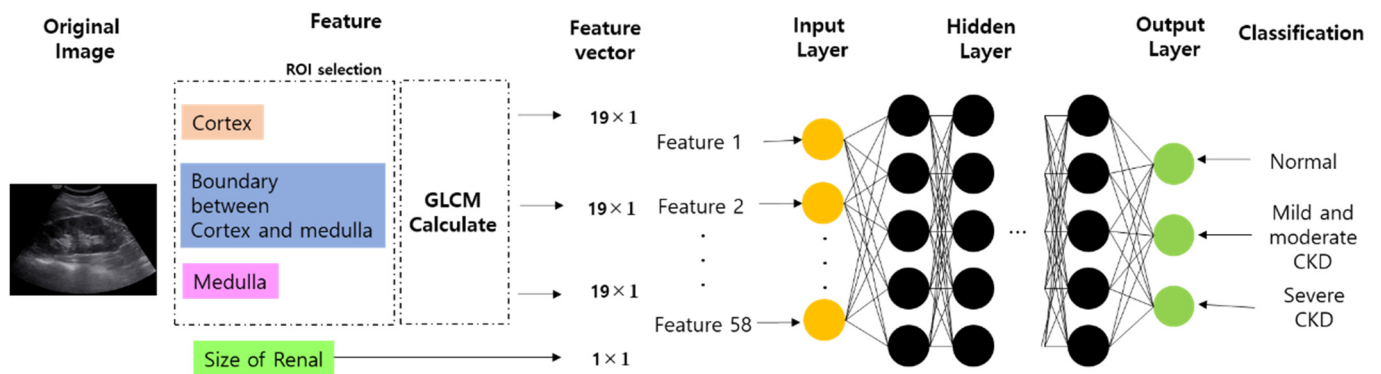 Original
Image
Feature
ROI selection
Cortex
Boundary
between
Cortex and medulla
Medulla
Size of Renal
GLCM
Calculate
Feature
vector
19×1
19×1
19×1
1×1
Input
Layer
Feature 1
Feature 2
Feature 58
Hidden
Layer
...
Output
Layer
Classification
Normal
Mild and
moderate
CKD
Severe
CKD